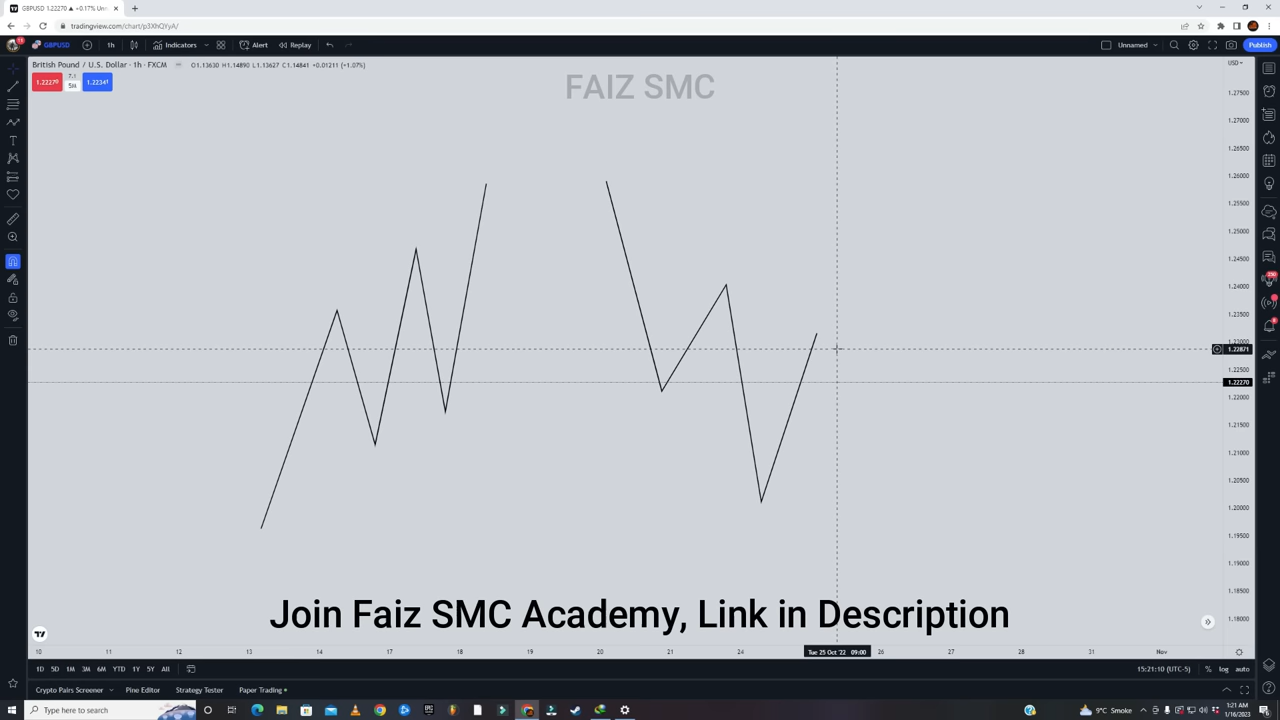 GBPUSD 1.22270 ▲ +0.17% Unn
tradingview.com/chart/p3XhQYyA/
GBPUSD
1h
Indicators
Alert
Replay
Unnamed
Publish
British Pound / U.S. Dollar · 1h · FXCM
O1.13630 H1.14890 L1.13627 C1.14841 +0.01211 (+1.07%)
USD
1.22270
7.1
1.22341
FAIZ SMC
1.27500
1.27000
1.26500
1.26000
1.25500
1.25000
1.24500
1.24000
1.23500
1.23000
1.22871
1.22500
1.22270
1.22000
1.21500
1.21000
1.20500
1.20000
1.19500
1.19000
1.18500
1.18000
Join Faiz SMC Academy, Link in Description
10 11 12 13 14 17 18 19 20 21 24 Tue 25 Oct '22 09:00 26 27 28 31 Nov
1D 5D 1M 3M 6M YTD 1Y 5Y All
15:21:10 (UTC-5) % log auto
Crypto Pairs Screener Pine Editor Strategy Tester Paper Trading
Type here to search
9°C Smoke
1:21 AM
1/16/2023